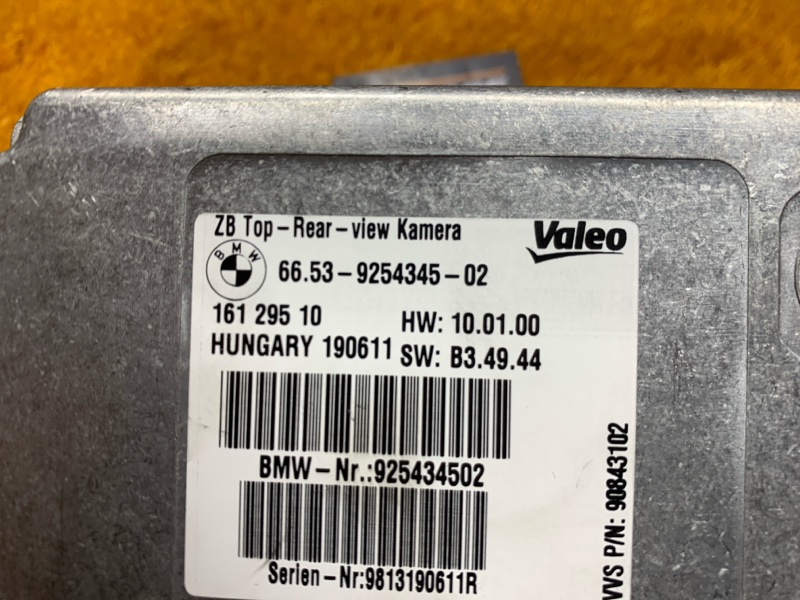 ZB Top-Rear-view Kamera
Valeo
BMW
66.53-9254345-02
161 295 10
HW: 10.01.00
HUNGARY 190611
SW: B3.49.44
BMW-Nr.:925434502
Serien-Nr:9813190611R
VVS P/N: 90843102